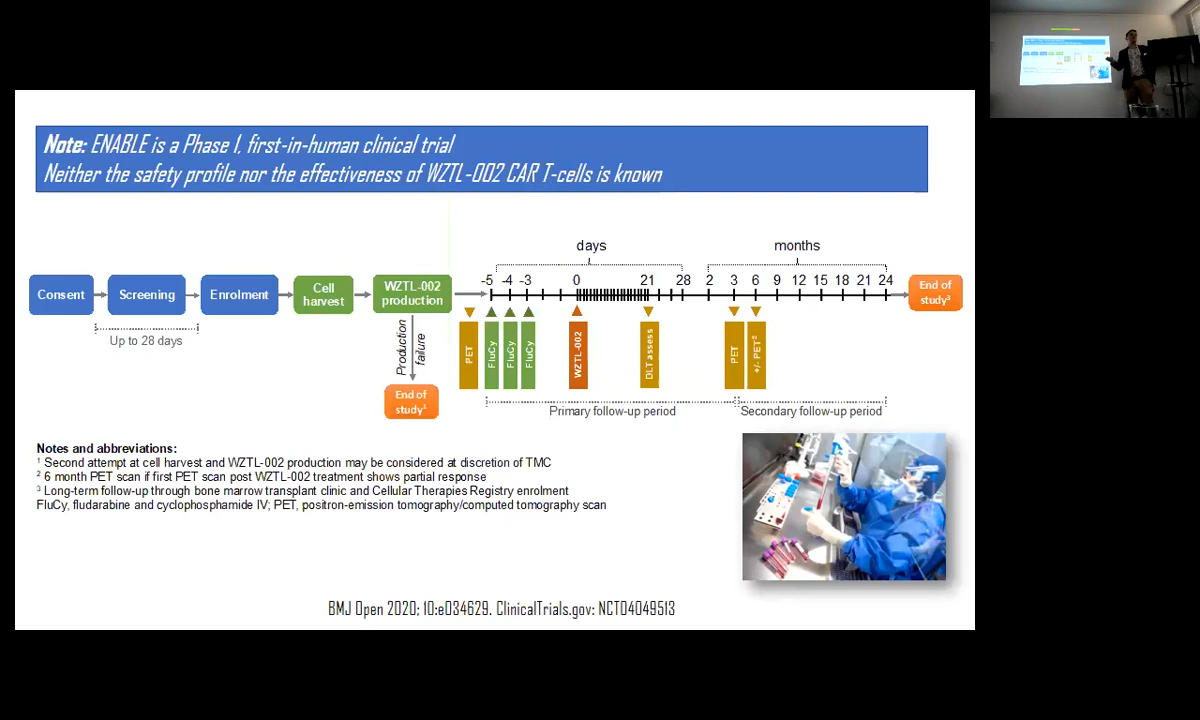 Note: ENABLE is a Phase 1, first-in-human clinical trial
Neither the safety profile nor the effectiveness of WZTL-002 CAR T-cells is known
days
months
-5 -4 -3 0 21 28 2 3 6 9 12 15 18 21 24
Consent
Screening
Enrolment
Cell
harvest
WZTL-002
production
End of
study3
Up to 28 days
Production
failure
End of
study1
PET
FluCy
FluCy
FluCy
WZTL-002
DLT assess
PET
+/- PET2
Primary follow-up period
Secondary follow-up period
Notes and abbreviations:
1 Second attempt at cell harvest and WZTL-002 production may be considered at discretion of TMC
2 6 month PET scan if first PET scan post WZTL-002 treatment shows partial response
3 Long-term follow-up through bone marrow transplant clinic and Cellular Therapies Registry enrolment
FluCy, fludarabine and cyclophosphamide IV; PET, positron-emission tomography/computed tomography scan
BMJ Open 2020; 10:e034629. ClinicalTrials.gov: NCT04049513